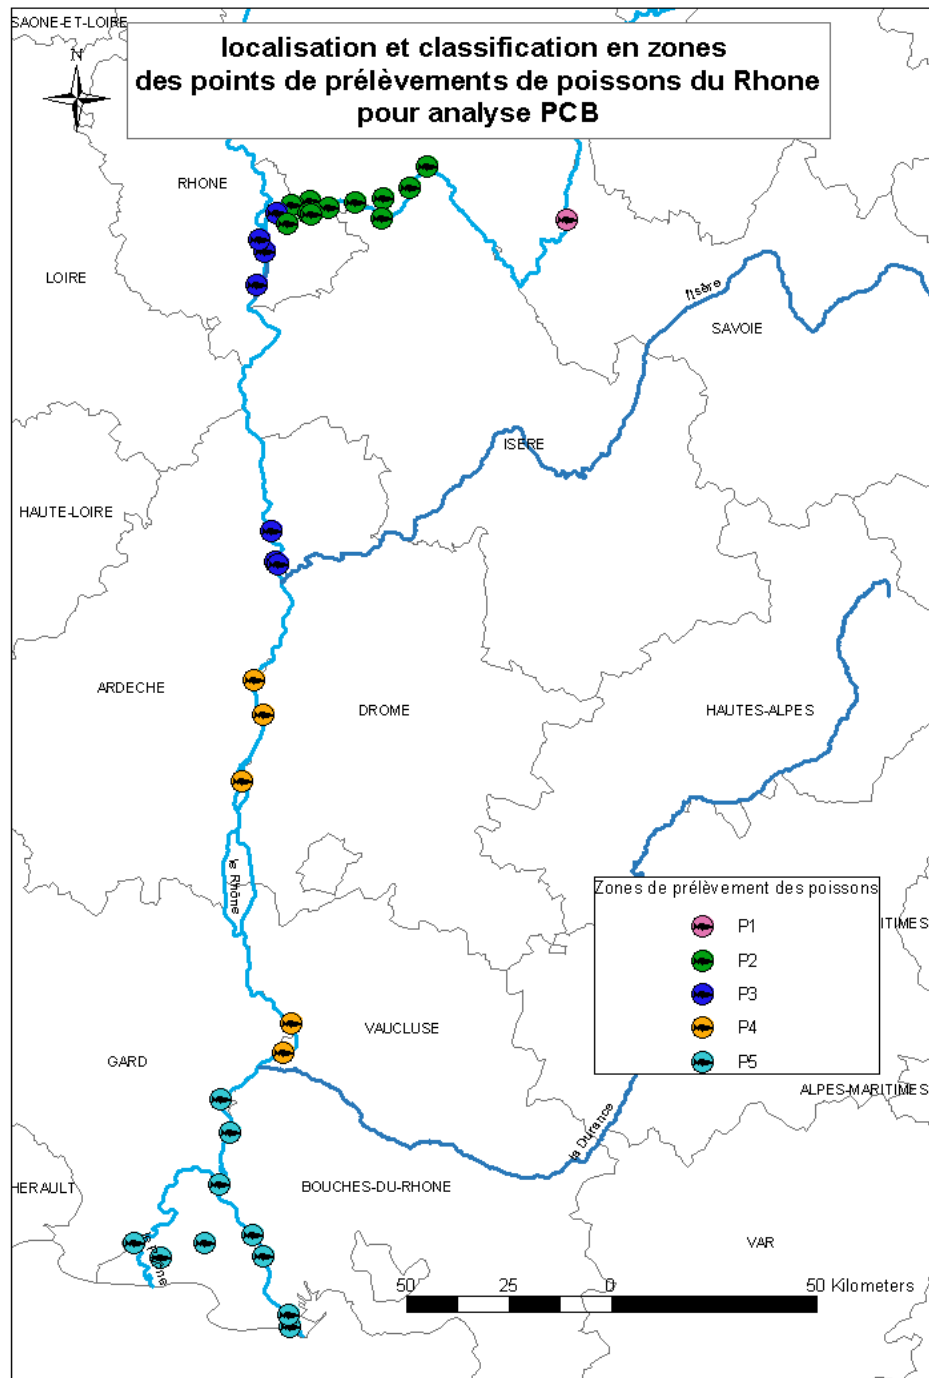 SAONE-ET-LOIRE
localisation et classification en zones
des points de prélèvements de poissons du Rhone
pour analyse PCB
N
RHONE
LOIRE
l'Isère
SAVOIE
ISERE
HAUTE-LOIRE
ARDECHE
DROME
HAUTES-ALPES
le Rhône
Zones de prélèvement des poissons
P1
ITIMES
P2
P3
P4
P5
VAUCLUSE
GARD
ALPES-MARITIMES
la Durance
HERAULT
BOUCHES-DU-RHONE
le Rhône
VAR
50 25 0 50 Kilometers